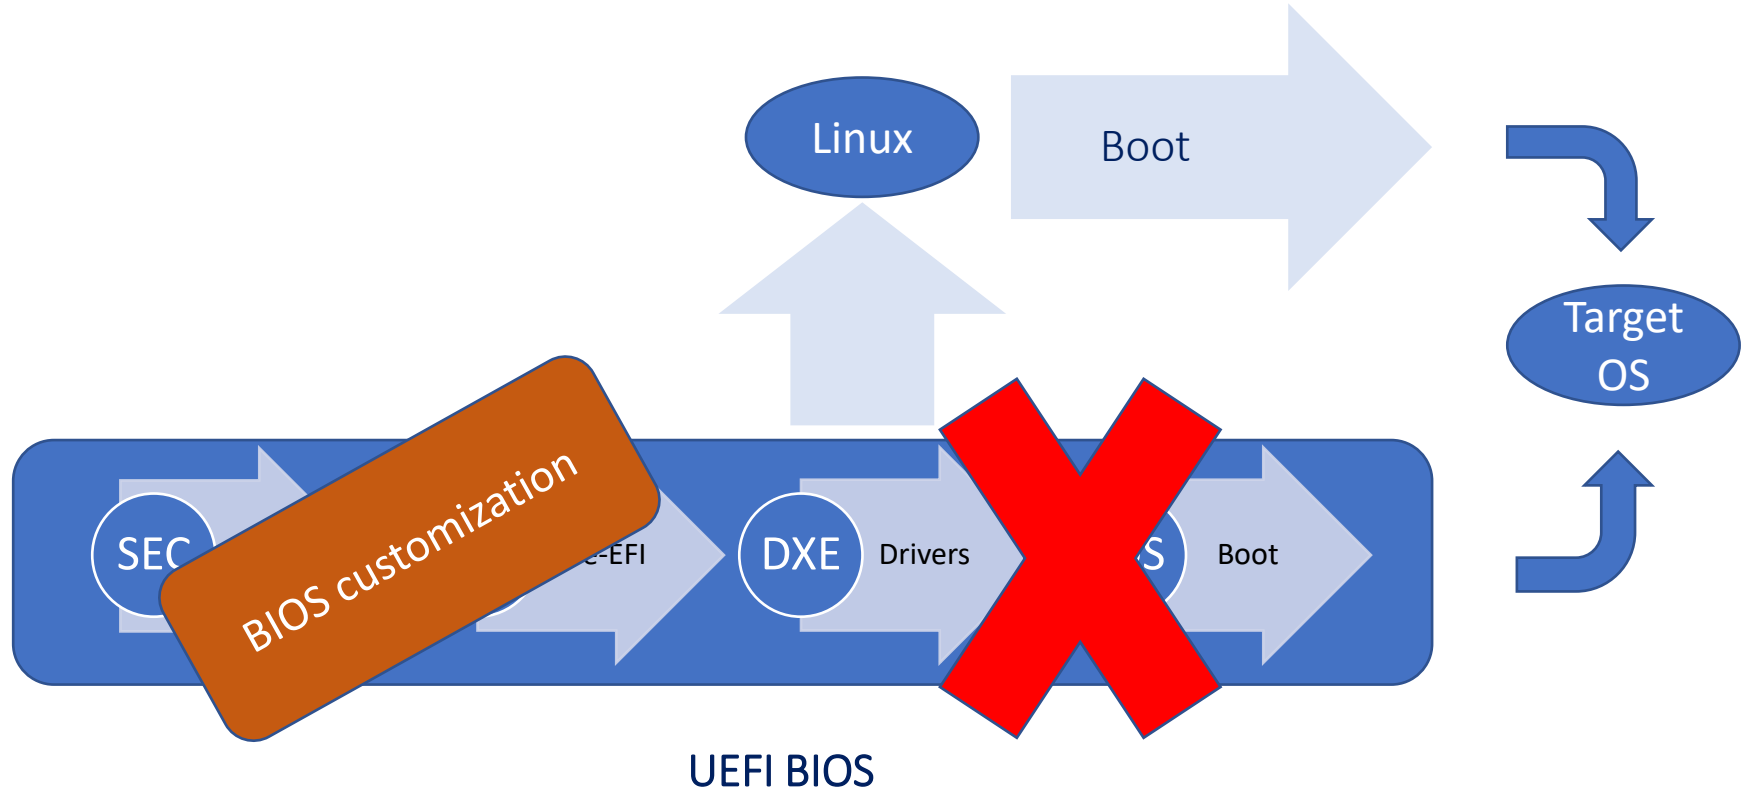 Linux
Boot
Target
OS
SEC
BIOS customization
e-EFI
DXE
Drivers
S
Boot
UEFI BIOS